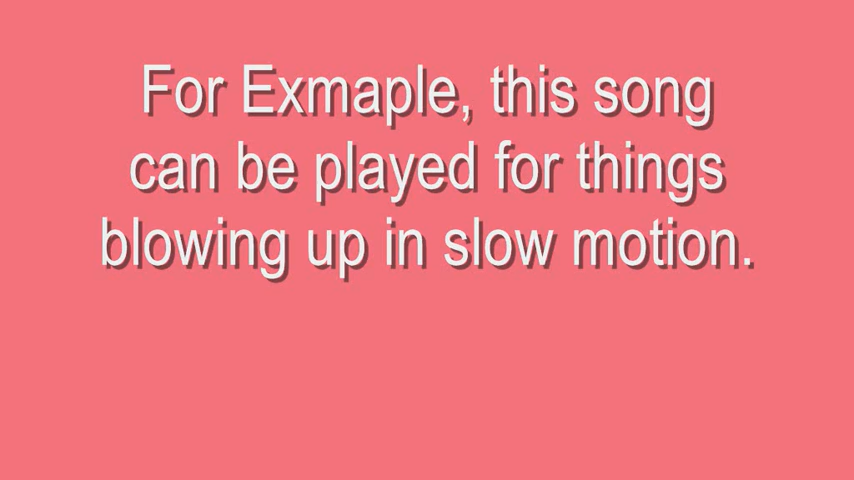 For Exmaple, this song
can be played for things
blowing up in slow motion.